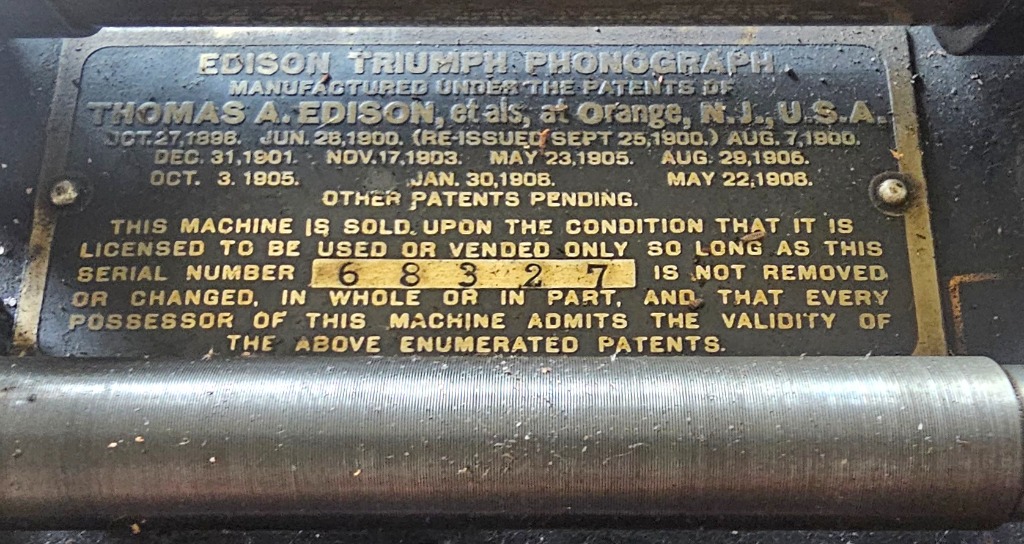 EDISON TRIUMPH PHONOGRAPH
MANUFACTURED UNDER THE PATENTS OF
THOMAS A. EDISON, et als, at Orange, N.J., U.S.A.
OCT.27,1898. JUN.26,1900. (RE-ISSUED SEPT 25,1900.) AUG. 7,1900.
DEC. 31,1901. NOV.17,1903. MAY 23,1905. AUG. 29,1905.
OCT. 3. 1905. JAN. 30,1906. MAY 22,1906.
OTHER PATENTS PENDING.
THIS MACHINE IS SOLD UPON THE CONDITION THAT IT IS
LICENSED TO BE USED OR VENDED ONLY SO LONG AS THIS
SERIAL NUMBER 68327 IS NOT REMOVED
OR CHANGED, IN WHOLE OR IN PART, AND THAT EVERY
POSSESSOR OF THIS MACHINE ADMITS THE VALIDITY OF
THE ABOVE ENUMERATED PATENTS.